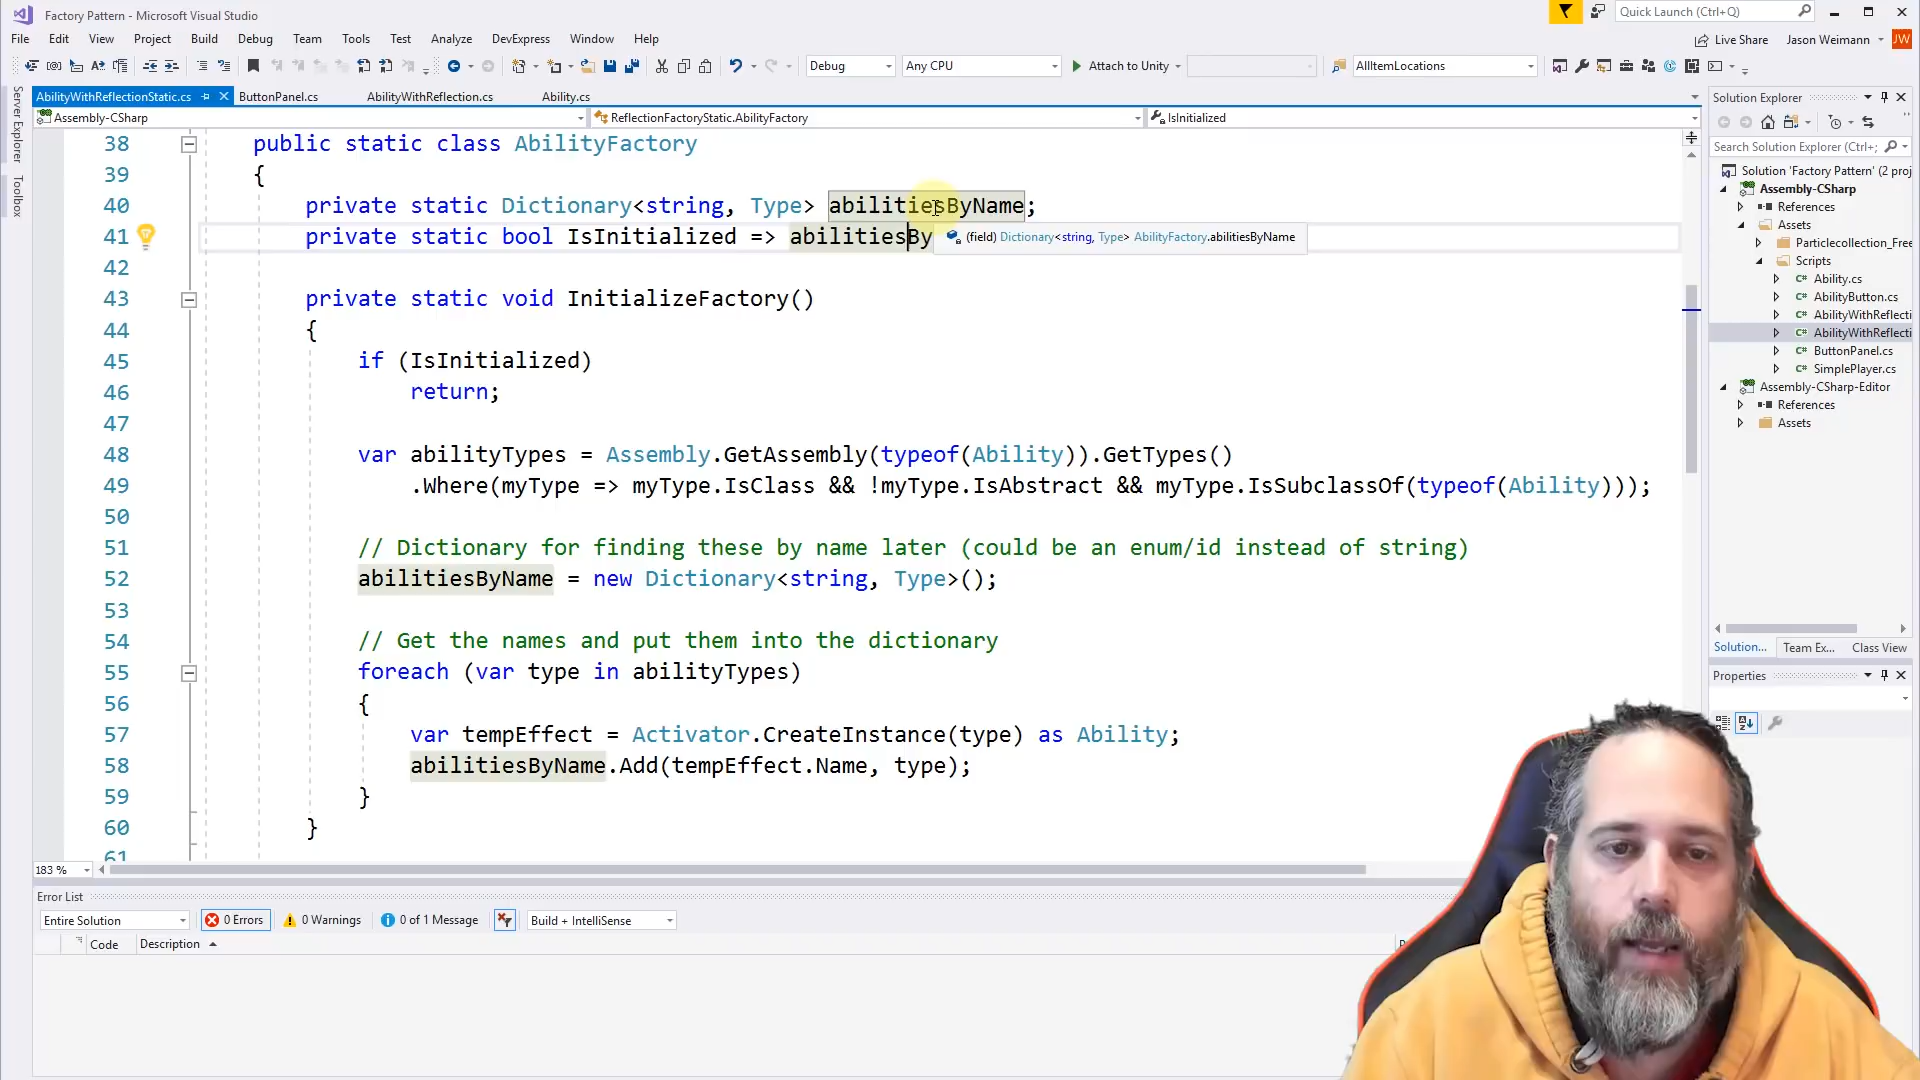 Factory Pattern - Microsoft Visual Studio
Quick Launch (Ctrl+Q)
File Edit View Project Build Debug Team Tools Test Analyze DevExpress Window Help
Live Share Jason Weimann JW
Debug Any CPU Attach to Unity AllItemLocations
AbilityWithReflectionStatic.cs ButtonPanel.cs AbilityWithReflection.cs Ability.cs
Assembly-CSharp ReflectionFactoryStatic.AbilityFactory IsInitialized
Server Explorer
Toolbox
38 public static class AbilityFactory
39 {
40 private static Dictionary<string, Type> abilitiesByName;
41 private static bool IsInitialized => abilitiesBy
(field) Dictionary<string, Type> AbilityFactory.abilitiesByName
42
43 private static void InitializeFactory()
44 {
45 if (IsInitialized)
46 return;
47
48 var abilityTypes = Assembly.GetAssembly(typeof(Ability)).GetTypes()
49 .Where(myType => myType.IsClass && !myType.IsAbstract && myType.IsSubclassOf(typeof(Ability)));
50
51 // Dictionary for finding these by name later (could be an enum/id instead of string)
52 abilitiesByName = new Dictionary<string, Type>();
53
54 // Get the names and put them into the dictionary
55 foreach (var type in abilityTypes)
56 {
57 var tempEffect = Activator.CreateInstance(type) as Ability;
58 abilitiesByName.Add(tempEffect.Name, type);
59 }
60 }
61
183 %
Error List
Entire Solution 0 Errors 0 Warnings 0 of 1 Message Build + IntelliSense
Code Description
Solution Explorer
Search Solution Explorer (Ctrl+;
Solution 'Factory Pattern' (2 proj
Assembly-CSharp
References
Assets
Particlecollection_Free
Scripts
Ability.cs
AbilityButton.cs
AbilityWithReflecti
AbilityWithReflecti
ButtonPanel.cs
SimplePlayer.cs
Assembly-CSharp-Editor
References
Assets
Solution... Team Ex... Class View
Properties